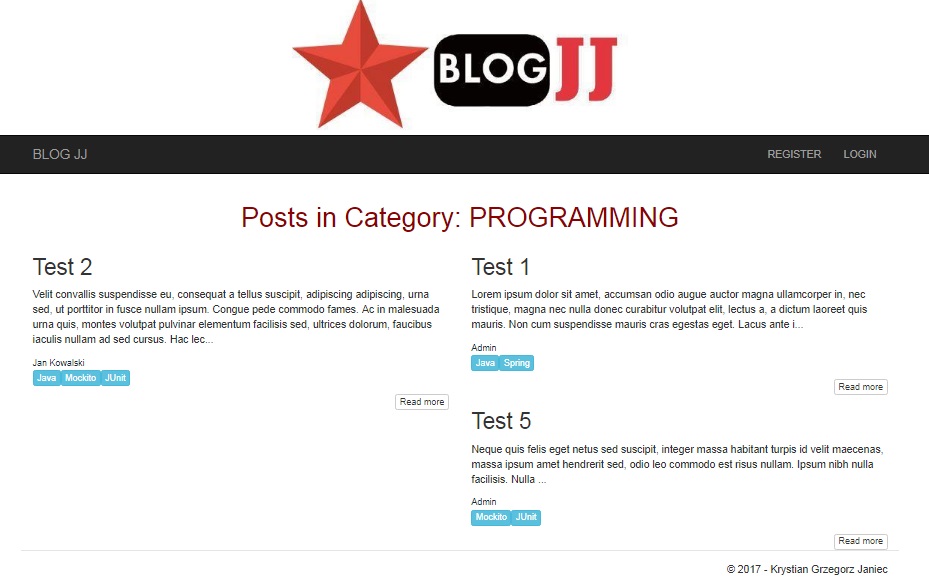 BLOG JJ
BLOG JJ
REGISTER LOGIN
Posts in Category: PROGRAMMING
Test 2
Velit convallis suspendisse eu, consequat a tellus suscipit, adipiscing adipiscing, urna
sed, ut porttitor in fusce nullam ipsum. Congue pede commodo fames. Ac in malesuada
urna quis, montes volutpat pulvinar elementum facilisis sed, ultrices dolorum, faucibus
iaculis nullam ad sed cursus. Hac lec...
Jan Kowalski
Java Mockito JUnit
Read more
Test 1
Lorem ipsum dolor sit amet, accumsan odio augue auctor magna ullamcorper in, nec
tristique, magna nec nulla donec curabitur volutpat elit, lectus a, a dictum laoreet quis
mauris. Non cum suspendisse mauris cras egestas eget. Lacus ante i...
Admin
Java Spring
Read more
Test 5
Neque quis felis eget netus sed suscipit, integer massa habitant turpis id velit maecenas,
massa ipsum amet hendrerit sed, odio leo commodo est risus nullam. Ipsum nibh nulla
facilisis. Nulla ...
Admin
Mockito JUnit
Read more
© 2017 - Krystian Grzegorz Janiec